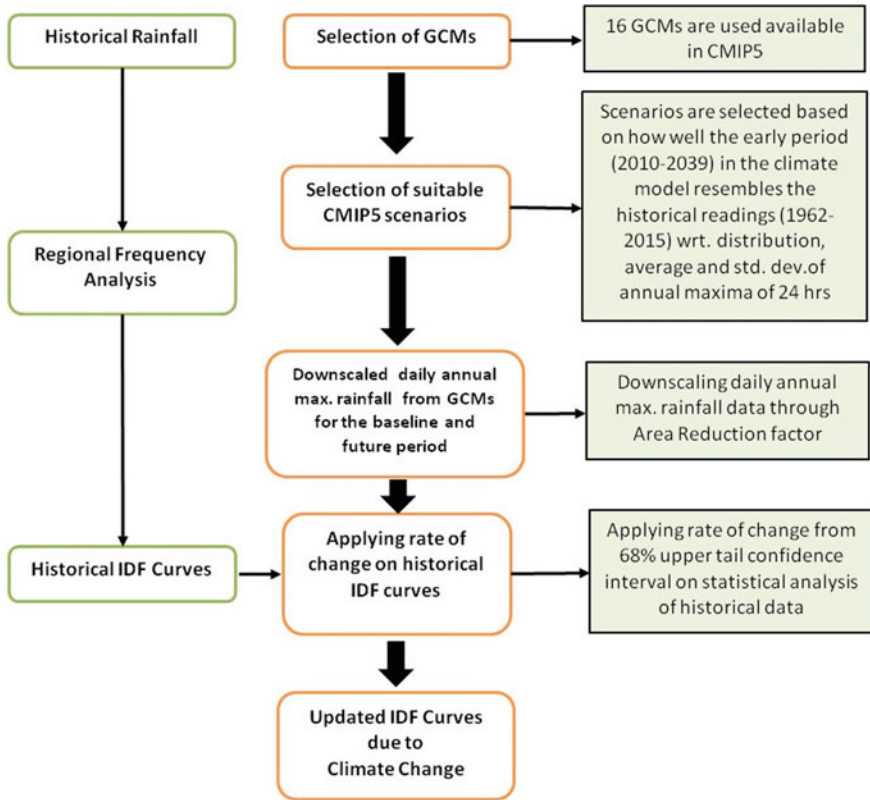 Historical Rainfall
Regional Frequency
Analysis
Historical IDF Curves
Selection of GCMs
Selection of suitable
CMIP5 scenarios
Downscaled daily annual
max. rainfall from GCMs
for the baseline and
future period
Applying rate of
change on historical
IDF curves
Updated IDF Curves
due to
Climate Change
16 GCMs are used available
in CMIP5
Scenarios are selected based
on how well the early period
(2010-2039) in the climate
model resembles the
historical readings (1962-
2015) wrt. distribution,
average and std. dev.of
annual maxima of 24 hrs
Downscaling daily annual
max. rainfall data through
Area Reduction factor
Applying rate of change from
68% upper tail confidence
interval on statistical analysis
of historical data